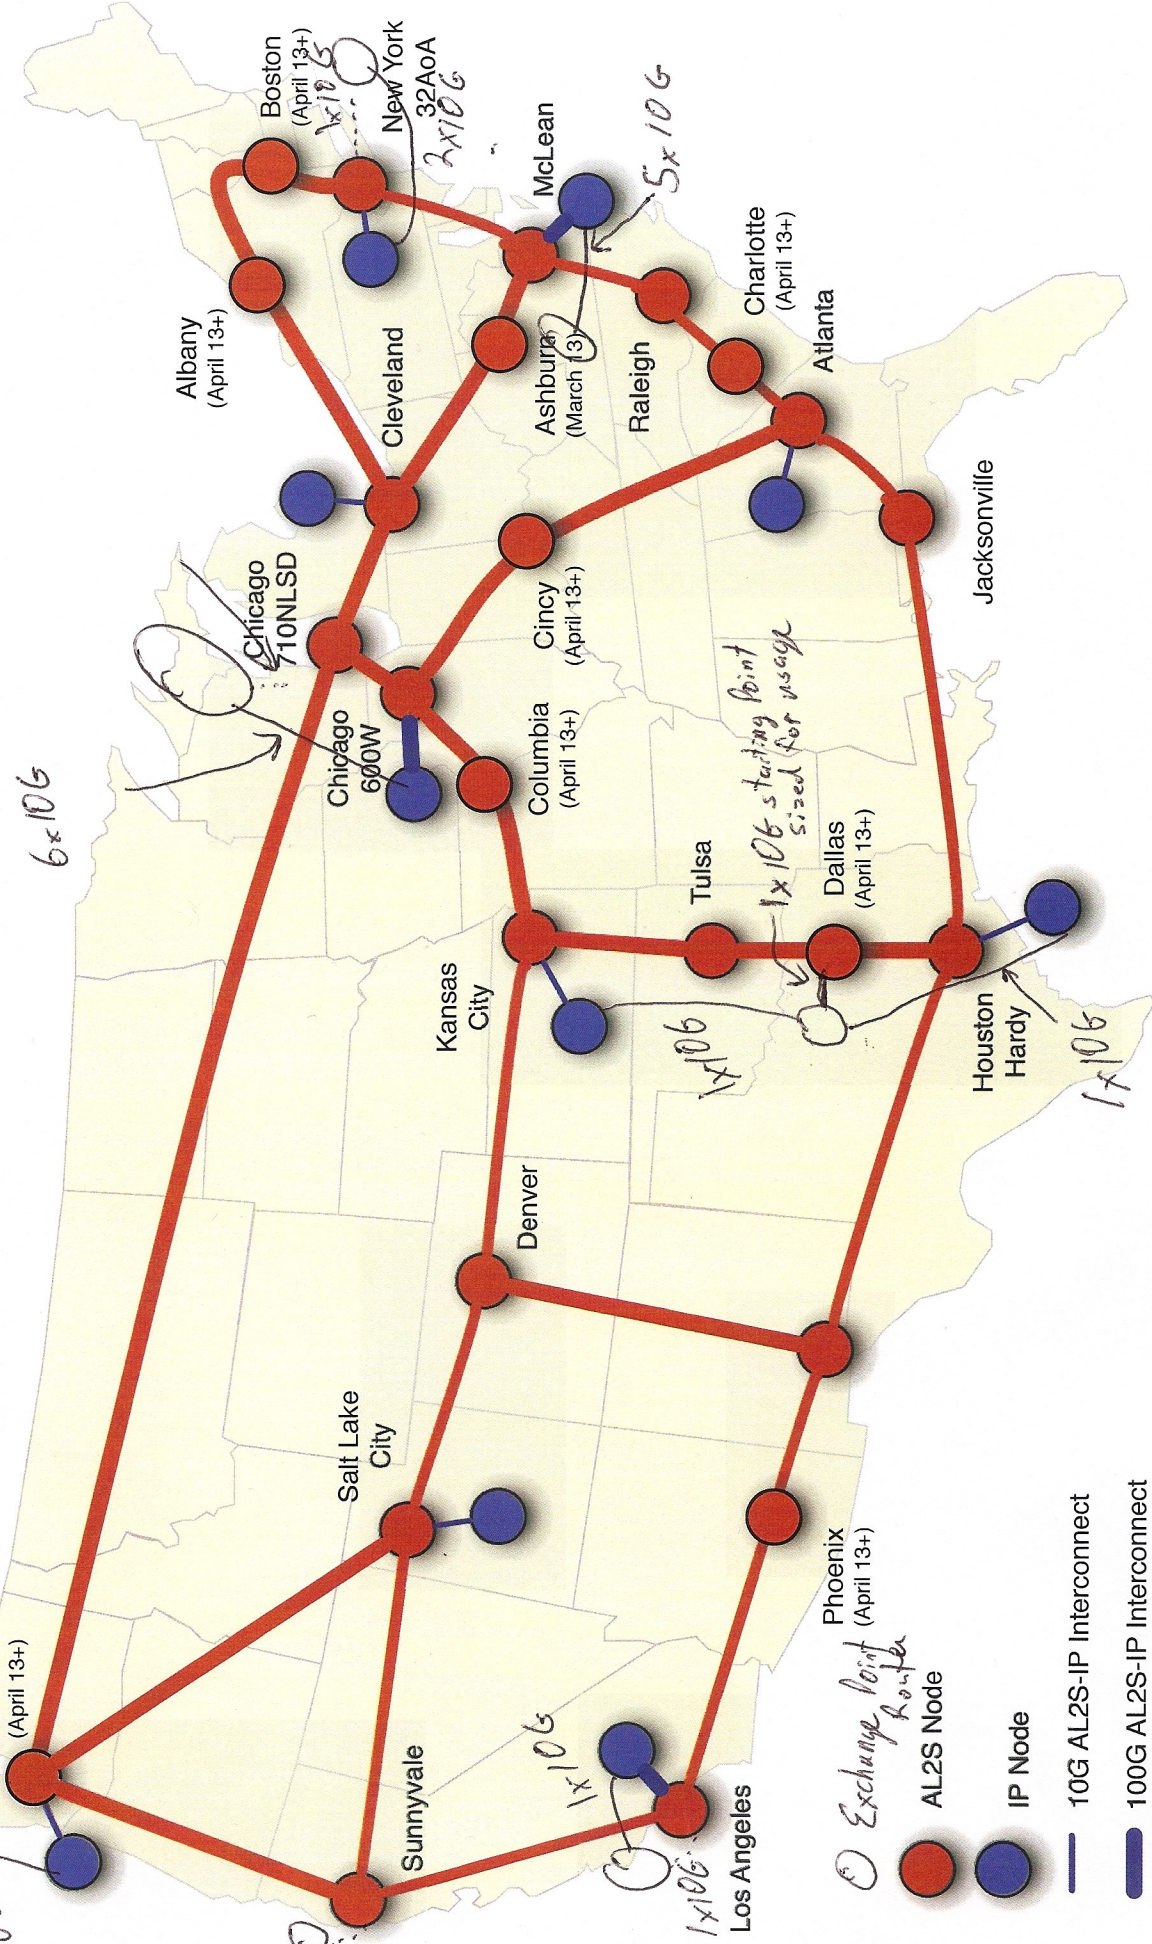 (April 13+)
Sunnyvale
Salt Lake
City
Denver
Kansas
City
Tulsa
Dallas
(April 13+)
Houston
Hardy
Chicago
710NLSD
Chicago
600W
Columbia
(April 13+)
Cincy
(April 13+)
Cleveland
Albany
(April 13+)
Boston
(April 13+)
1x10G
New York
32AoA
2x10G
McLean
5x10G
Ashburn
(March 13)
Raleigh
Charlotte
(April 13+)
Atlanta
Jacksonville
Los Angeles
Phoenix
(April 13+)
6x10G
1x10G starting point
sized for usage
1x10G
1x10G
1x10G
1x10G
Exchange Point
Router
AL2S Node
IP Node
10G AL2S-IP Interconnect
100G AL2S-IP Interconnect